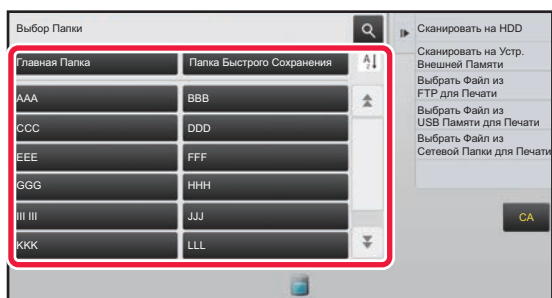 Выбор Папки
Главная Папка
Папка Быстрого Сохранения
A
Z
AAA
BBB
CCC
DDD
EEE
FFF
GGG
HHH
III III
JJJ
KKK
LLL
Сканировать на HDD
Сканировать на Устр.
Внешней Памяти
Выбрать Файл из
FTP для Печати
Выбрать Файл из
USB Памяти для Печати
Выбрать Файл из
Сетевой Папки для Печати
CA